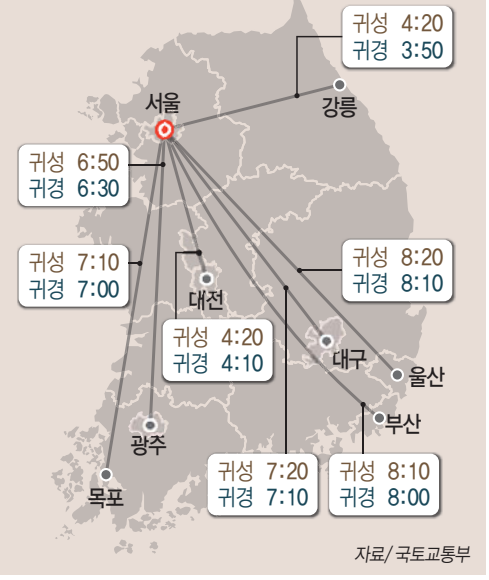 귀성 4:20
귀경 3:50
강릉
서울
귀성 6:50
귀경 6:30
귀성 7:10
귀경 7:00
귀성 8:20
귀경 8:10
대전
귀성 4:20
귀경 4:10
대구
울산
부산
광주
목포
귀성 7:20
귀경 7:10
귀성 8:10
귀경 8:00
자료/국토교통부